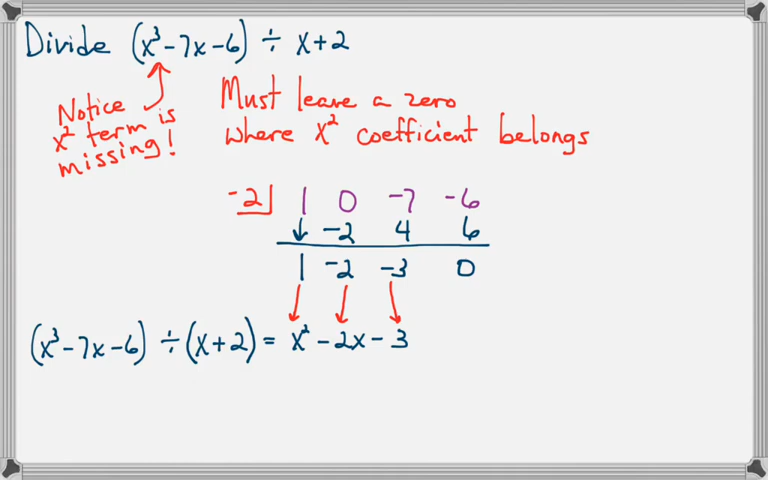 Divide (x³-7x-6) ÷ x+2
Notice
x² term is
missing!
Must leave a zero
where x² coefficient belongs
-2| 1 0 -7 -6
↓ -2 4 6
1 -2 -3 0
(x³-7x-6) ÷ (x+2) = x² - 2x - 3